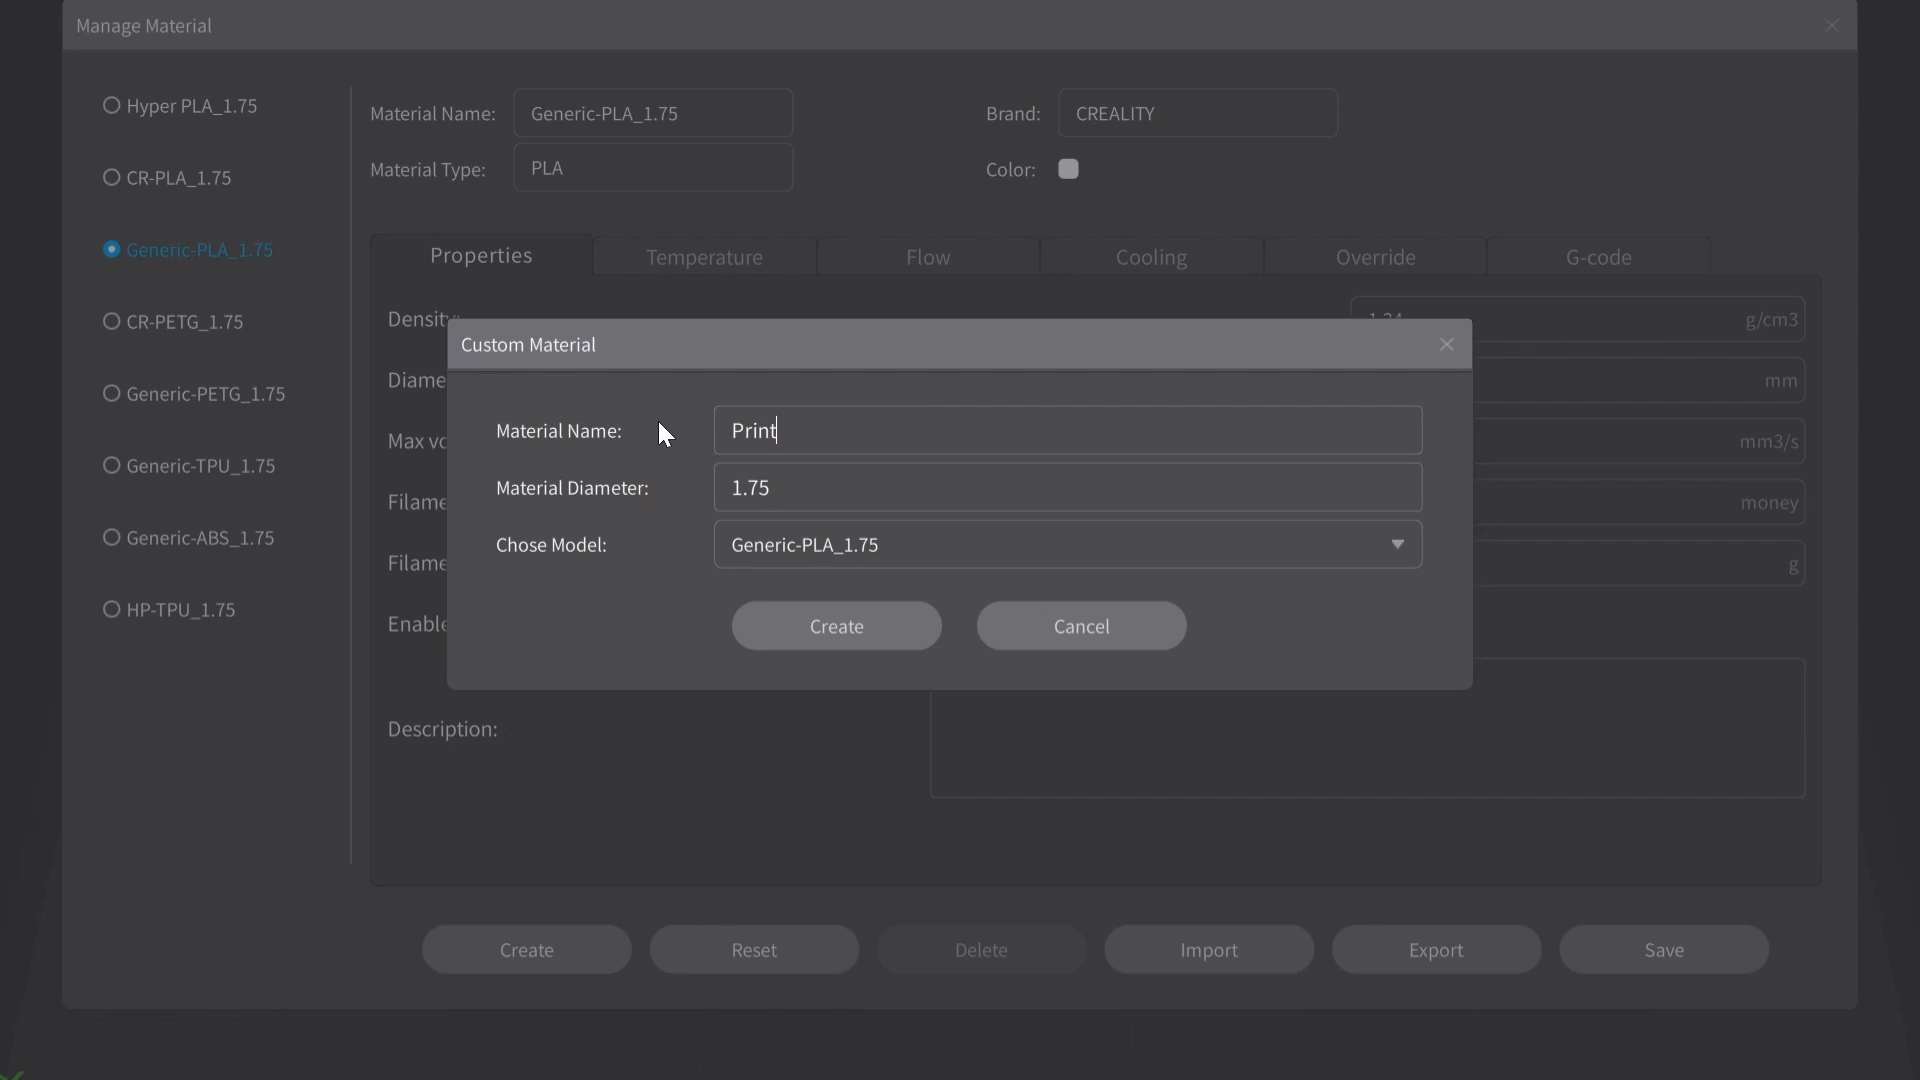 Manage Material
Hyper PLA_1.75
CR-PLA_1.75
Generic-PLA_1.75
CR-PETG_1.75
Generic-PETG_1.75
Generic-TPU_1.75
Generic-ABS_1.75
HP-TPU_1.75
Material Name: Generic-PLA_1.75 Brand: CREALITY
Material Type: PLA Color:
Properties Temperature Flow Cooling Override G-code
g/cm3
mm
mm3/s
money
g
Description:
Custom Material
Material Name: Print
Material Diameter: 1.75
Chose Model: Generic-PLA_1.75
Create Cancel
Create Reset Delete Import Export Save